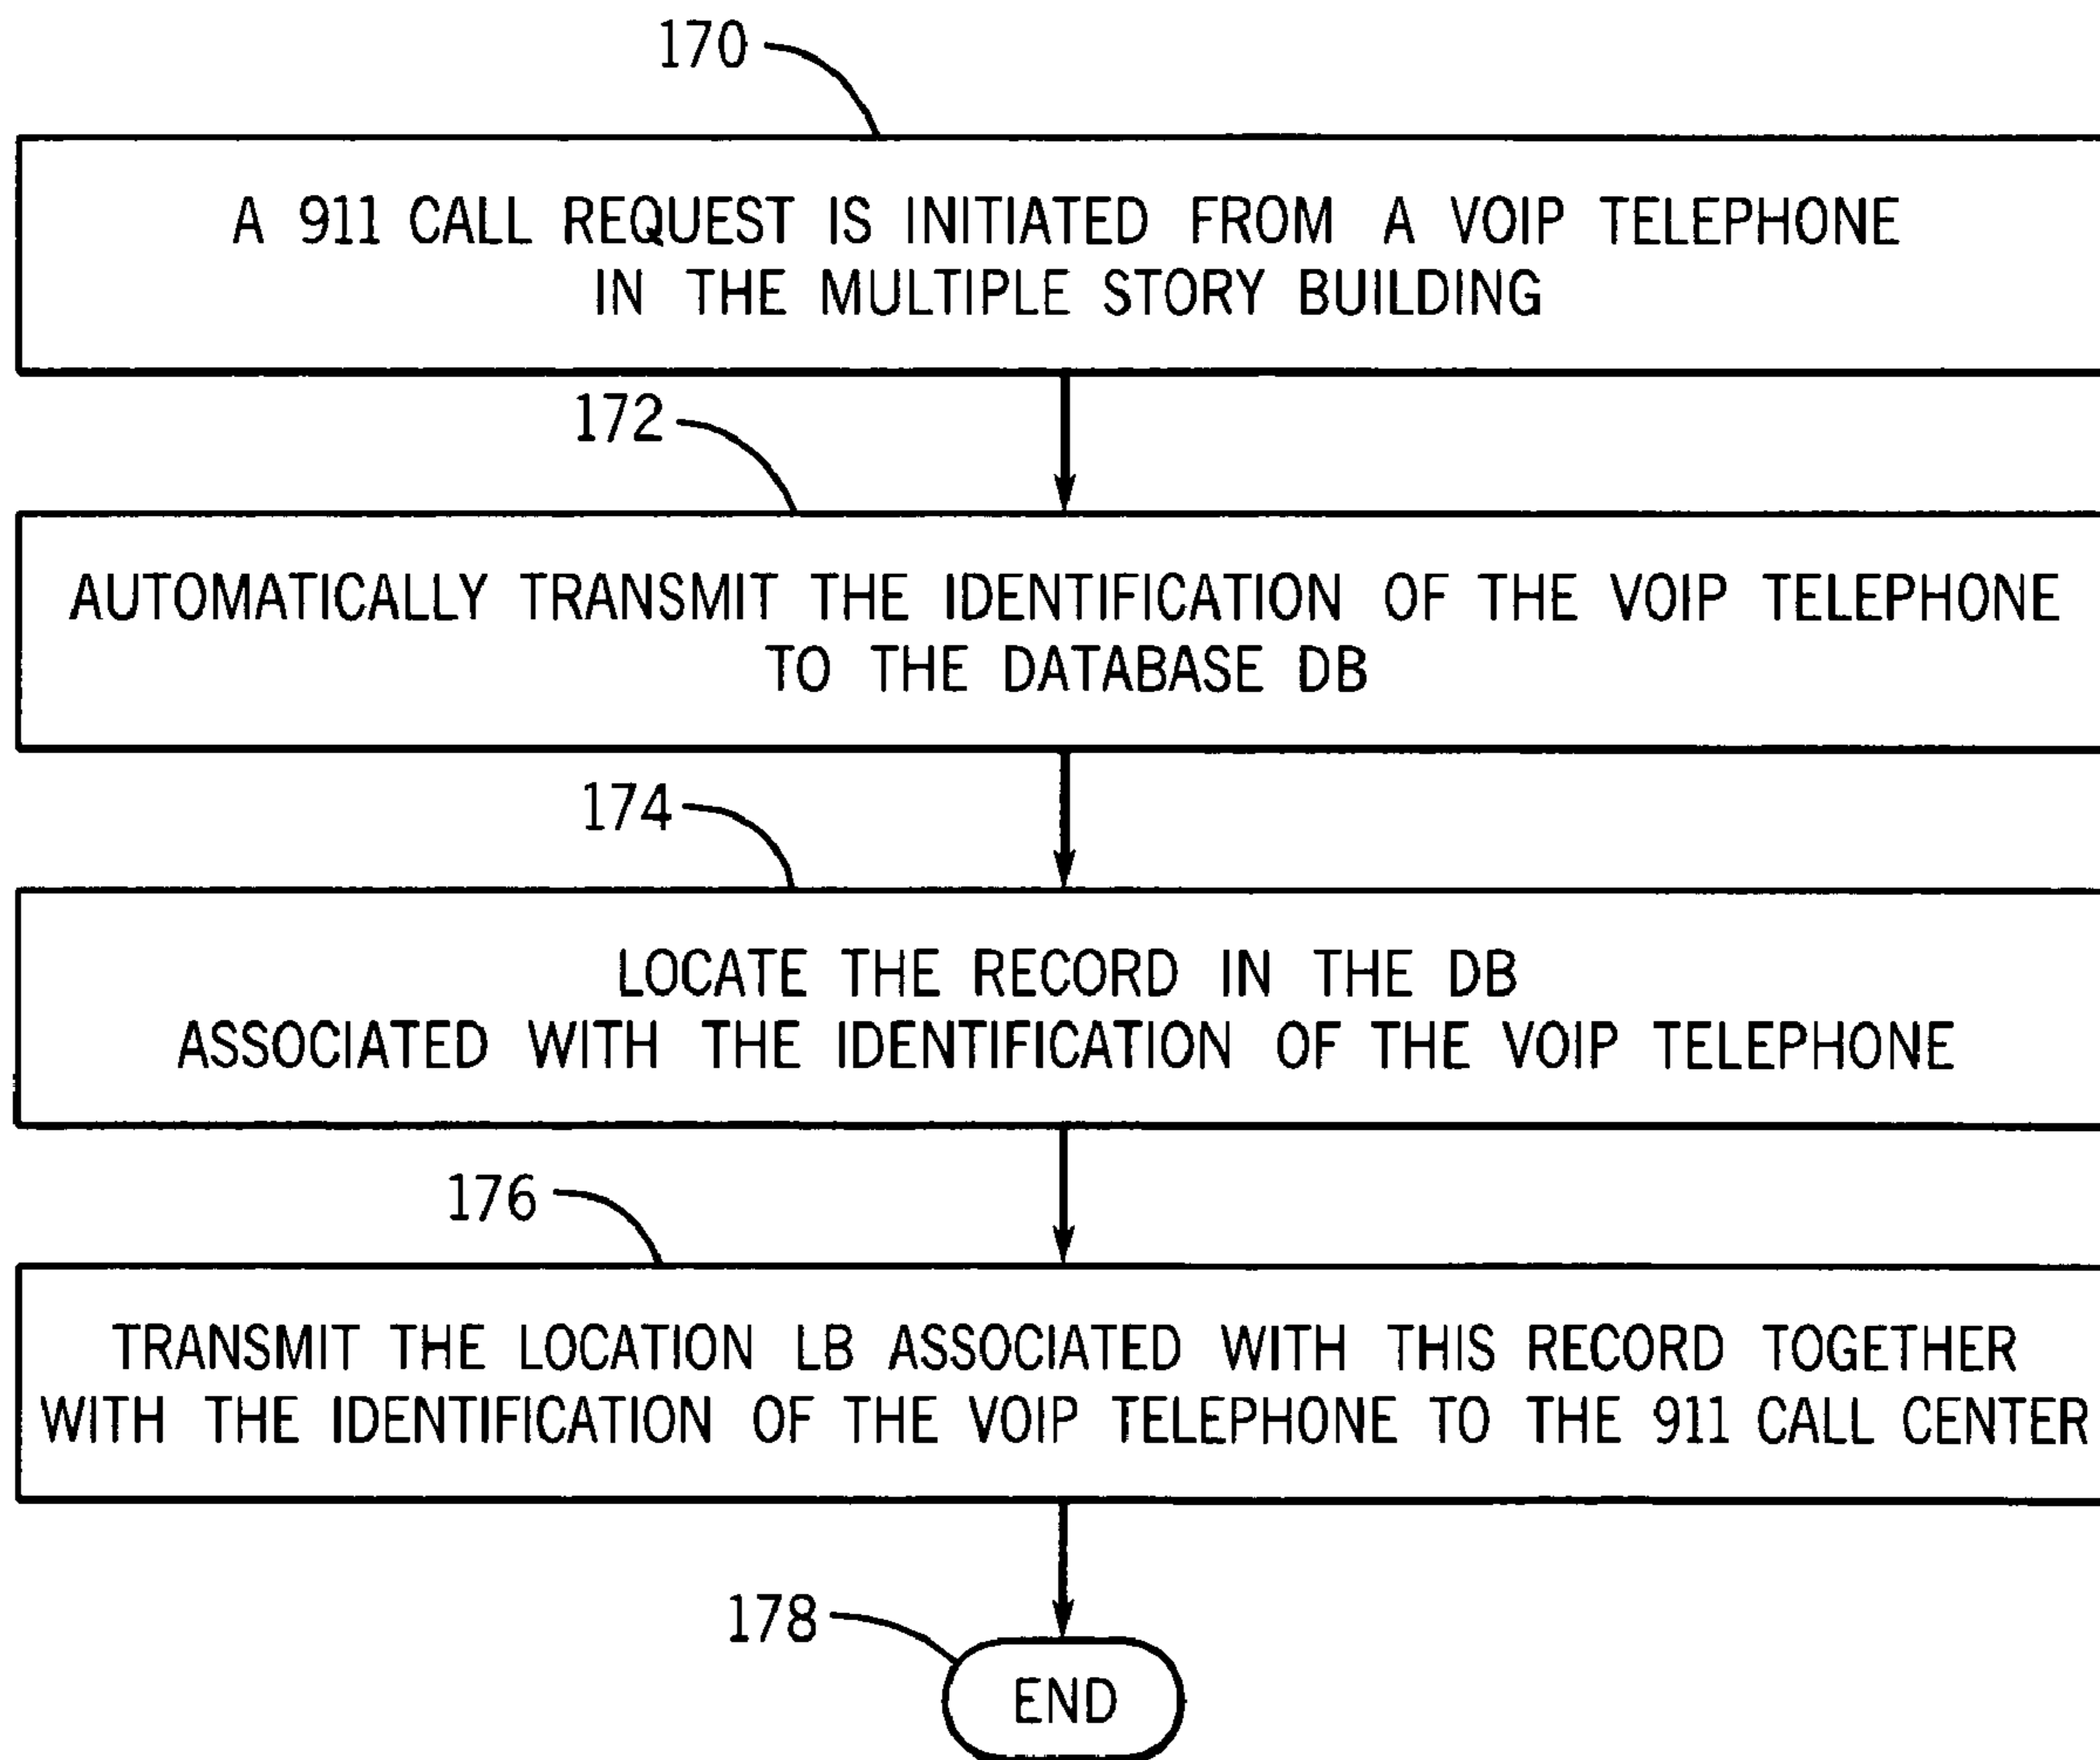 170
A 911 CALL REQUEST IS INITIATED FROM A VOIP TELEPHONE
IN THE MULTIPLE STORY BUILDING
172
AUTOMATICALLY TRANSMIT THE IDENTIFICATION OF THE VOIP TELEPHONE
TO THE DATABASE DB
174
LOCATE THE RECORD IN THE DB
ASSOCIATED WITH THE IDENTIFICATION OF THE VOIP TELEPHONE
176
TRANSMIT THE LOCATION LB ASSOCIATED WITH THIS RECORD TOGETHER
WITH THE IDENTIFICATION OF THE VOIP TELEPHONE TO THE 911 CALL CENTER
178
END